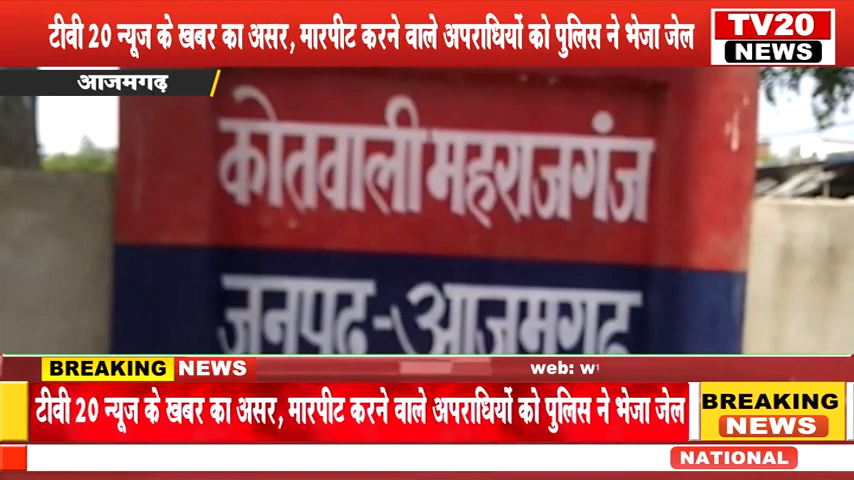 टीवी 20 न्यूज के खबर का असर, मारपीट करने वाले अपराधियों को पुलिस ने भेजा जेल
TV20
NEWS
आजमगढ़
कोतवाली महराजगंज
जनपद-आजमगढ़
BREAKING NEWS
web: w
टीवी 20 न्यूज के खबर का असर, मारपीट करने वाले अपराधियों को पुलिस ने भेजा जेल
BREAKING
NEWS
NATIONAL